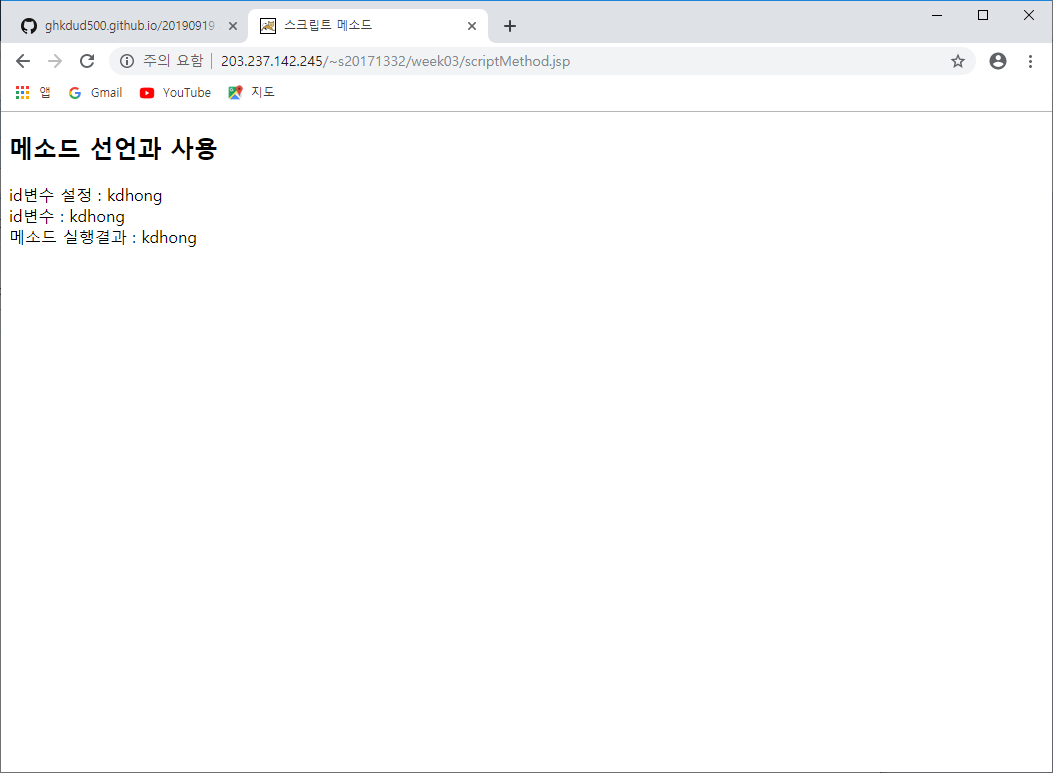 ghkdud500.github.io/20190919
스크립트 메소드
주의 요함 | 203.237.142.245/~s20171332/week03/scriptMethod.jsp
앱 Gmail YouTube 지도
메소드 선언과 사용
id변수 설정 : kdhong
id변수 : kdhong
메소드 실행결과 : kdhong